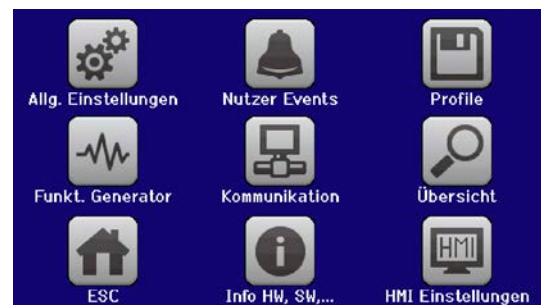 Allg. Einstellungen
Nutzer Events
Profile
Funkt. Generator
Kommunikation
Übersicht
HMI
ESC
Info HW, SW,...
HMI Einstellungen